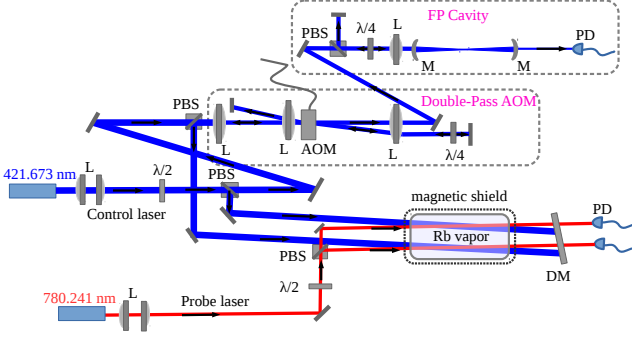 FP Cavity
PBS
λ/4
L
PD
M
M
Double-Pass AOM
PBS
L
L
AOM
L
λ/4
421.673 nm
L
λ/2
PBS
Control laser
magnetic shield
Rb vapor
PD
PBS
DM
λ/2
780.241 nm
L
Probe laser